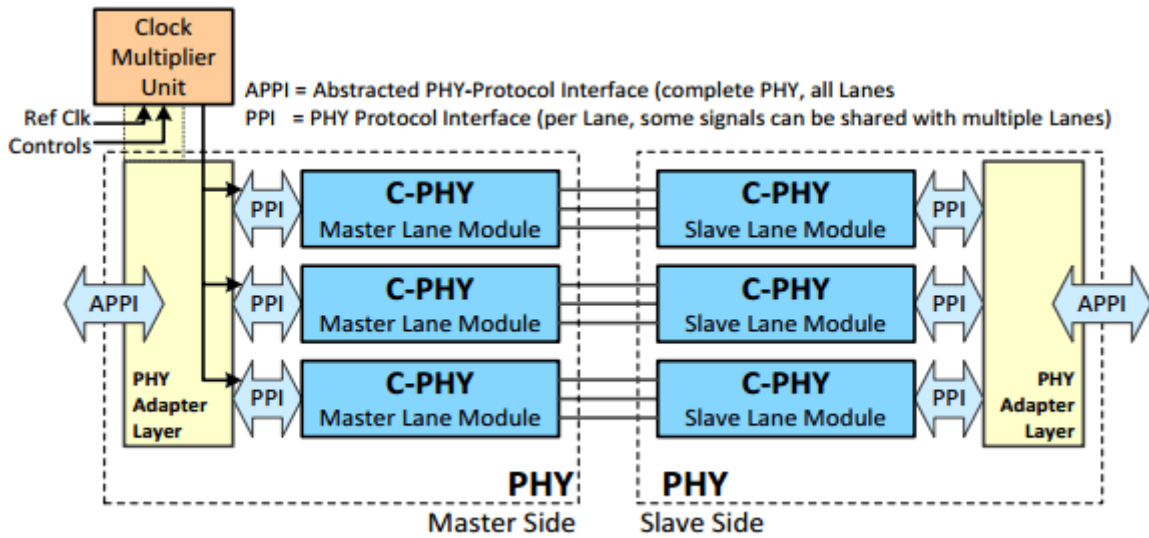 Clock
Multiplier
Unit
APPI = Abstracted PHY-Protocol Interface (complete PHY, all Lanes
Ref Clk
PPI = PHY Protocol Interface (per Lane, some signals can be shared with multiple Lanes)
Controls
PPI
C-PHY
Master Lane Module
C-PHY
Slave Lane Module
PPI
APPI
PPI
C-PHY
Master Lane Module
C-PHY
Slave Lane Module
PPI
APPI
PHY
Adapter
Layer
PPI
C-PHY
Master Lane Module
C-PHY
Slave Lane Module
PPI
PHY
Adapter
Layer
PHY
Master Side
PHY
Slave Side